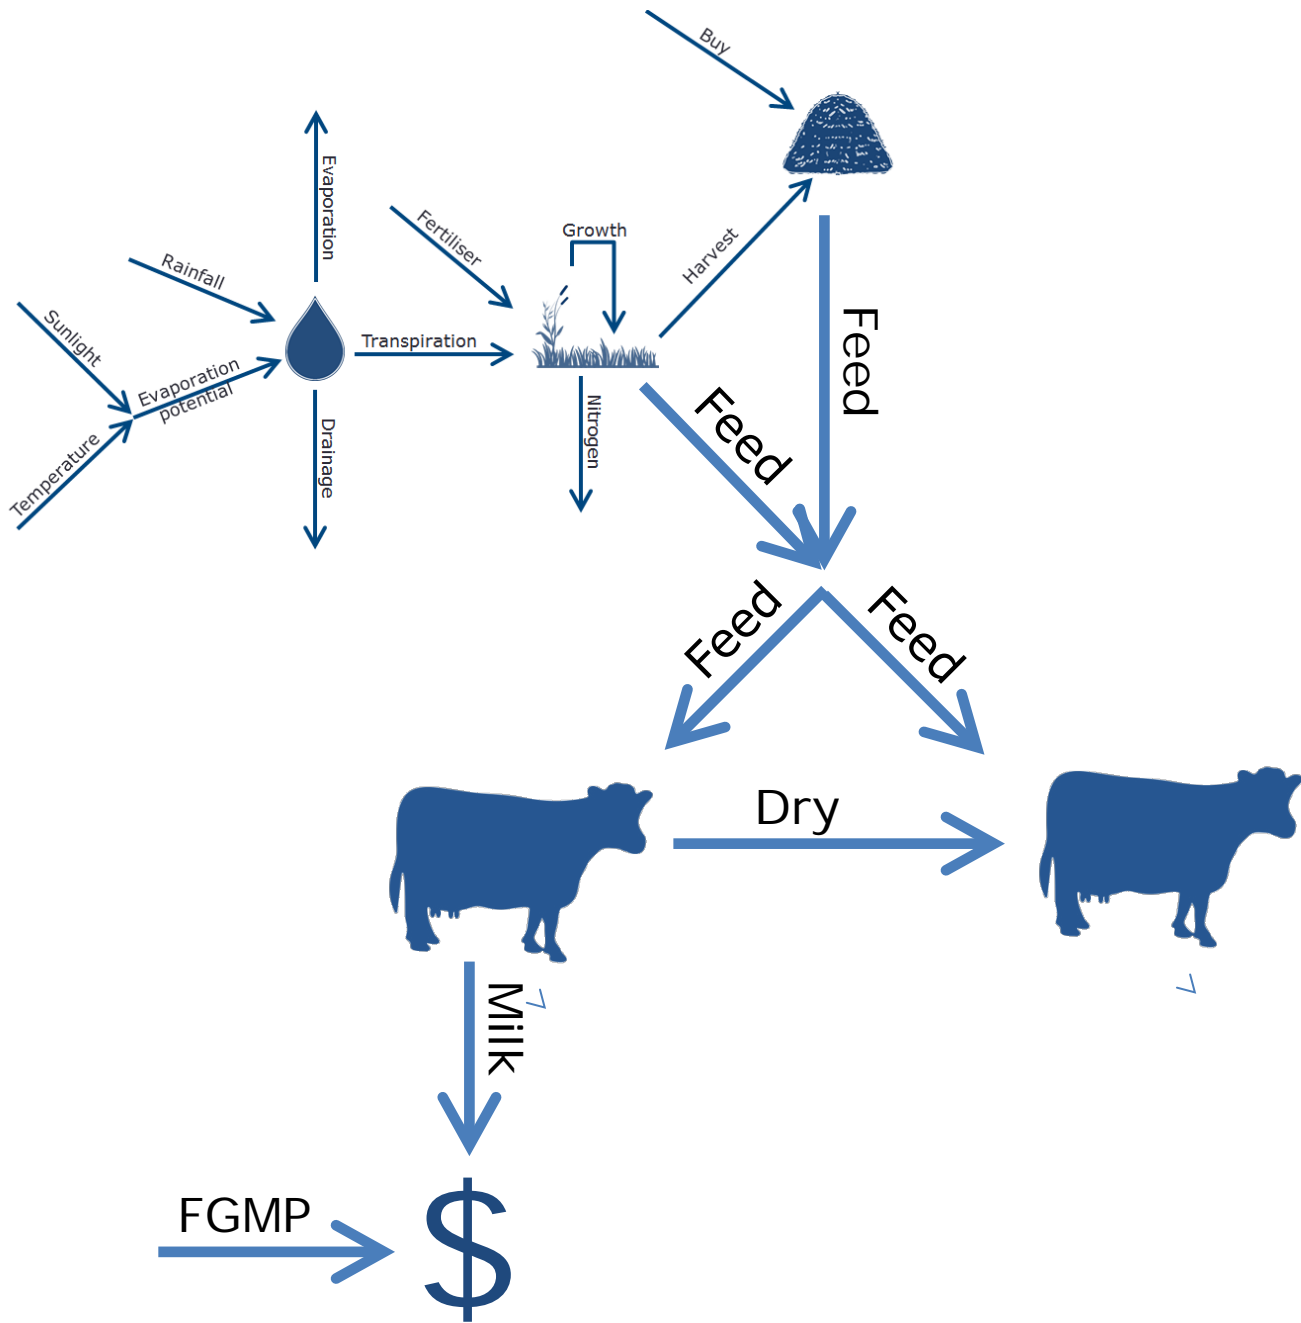 Buy
Evaporation
Fertiliser
Growth
Rainfall
Harvest
Sunlight
Transpiration
Evaporation
potential
Feed
Temperature
Drainage
Nitrogen
Feed
Feed
Feed
Dry
Milk
FGMP
$